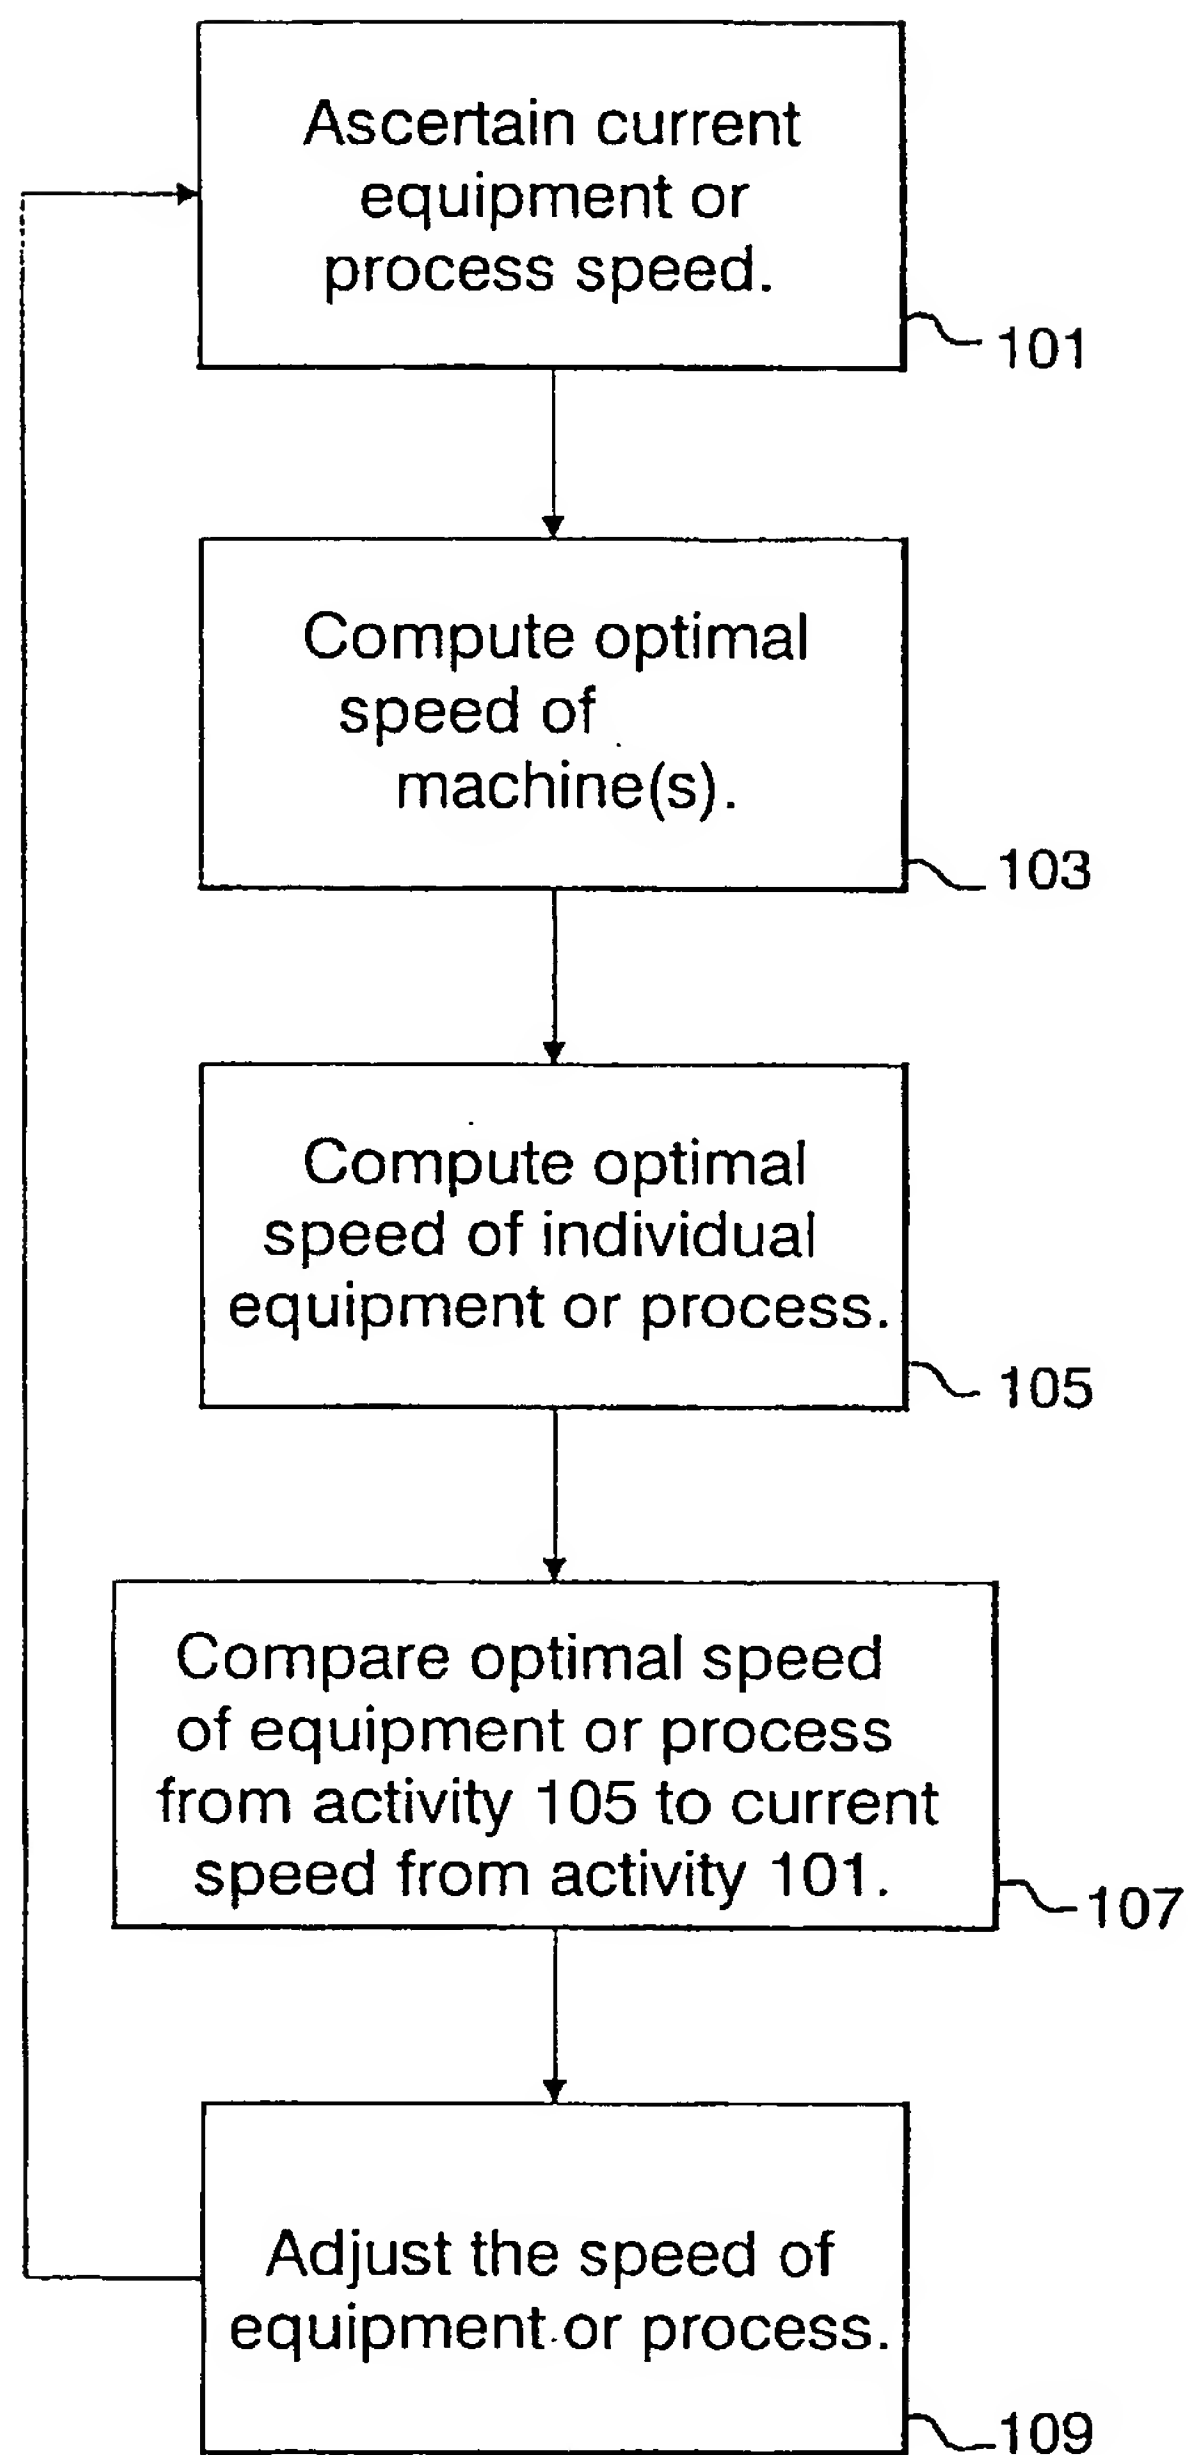 Ascertain current
equipment or
process speed.
101
Compute optimal
speed of
machine(s).
103
Compute optimal
speed of individual
equipment or process.
105
Compare optimal speed
of equipment or process
from activity 105 to current
speed from activity 101.
107
Adjust the speed of
equipment or process.
109